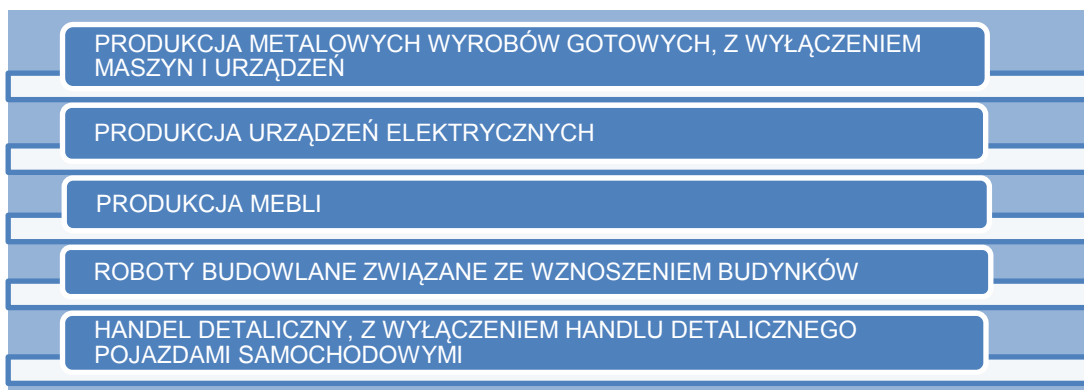 PRODUKCJA METALOWYCH WYROBÓW GOTOWYCH, Z WYŁĄCZENIEM
MASZYN I URZĄDZEŃ
PRODUKCJA URZĄDZEŃ ELEKTRYCZNYCH
PRODUKCJA MEBLI
ROBOTY BUDOWLANE ZWIĄZANE ZE WZNOSZENIEM BUDYNKÓW
HANDEL DETALICZNY, Z WYŁĄCZENIEM HANDLU DETALICZNEGO
POJAZDAMI SAMOCHODOWYMI